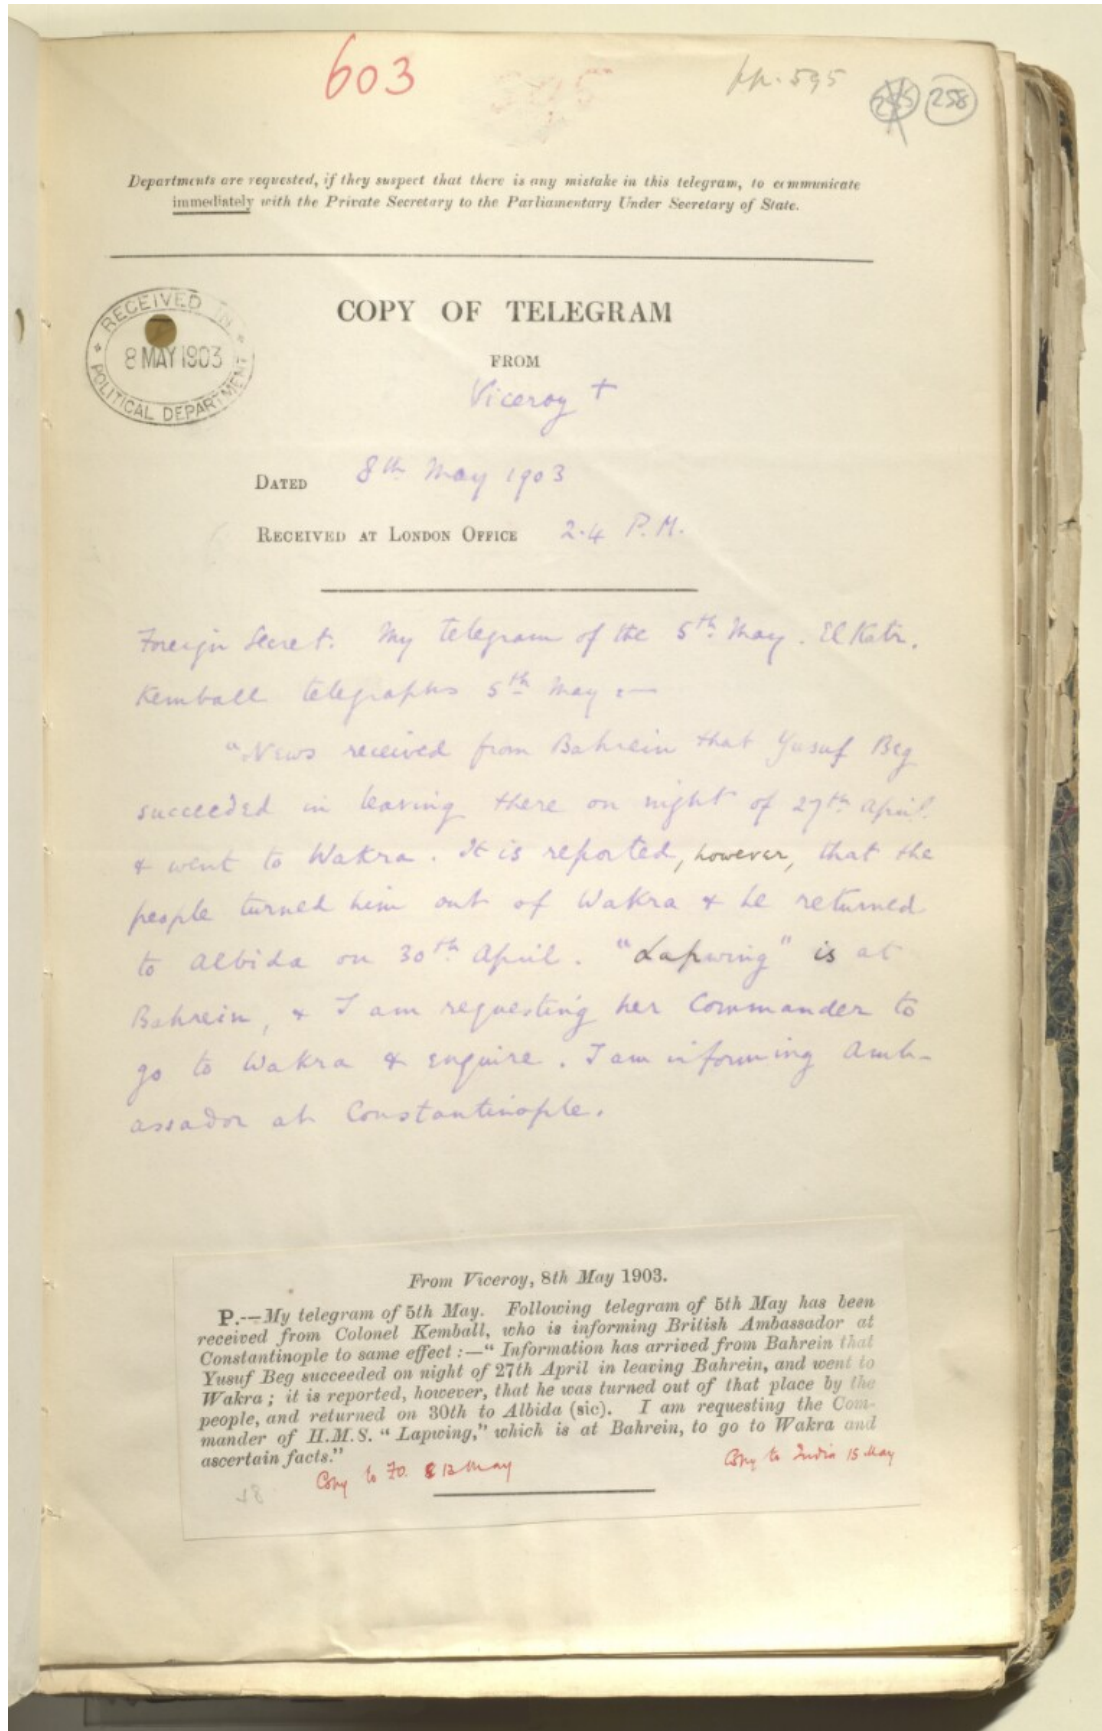 603
pp. 595
258
Departments are requested, if they suspect that there is any mistake in this telegram, to communicate
immediately with the Private Secretary to the Parliamentary Under Secretary of State.
RECEIVED IN
8 MAY 1903
POLITICAL DEPARTMENT
COPY OF TELEGRAM
FROM
Viceroy +
DATED 8th May 1903
RECEIVED AT LONDON OFFICE 2.4 P.M.
Foreign Secret. My telegram of the 5th May. El Katr.
Kemball telegraphs 5th May :—
"News received from Bahrein that Yusuf Beg
succeeded in leaving there on night of 27th April
& went to Wakra. It is reported, however, that the
people turned him out of Wakra & he returned
to Albida on 30th April. "Lapwing" is at
Bahrein, & I am requesting her Commander to
go to Wakra & enquire. I am informing Amb-
assador at Constantinople.
From Viceroy, 8th May 1903.
P.—My telegram of 5th May. Following telegram of 5th May has been
received from Colonel Kemball, who is informing British Ambassador at
Constantinople to same effect :—" Information has arrived from Bahrein that
Yusuf Beg succeeded on night of 27th April in leaving Bahrein, and went to
Wakra ; it is reported, however, that he was turned out of that place by the
people, and returned on 30th to Albida (sic). I am requesting the Com-
mander of H.M.S. " Lapwing," which is at Bahrein, to go to Wakra and
ascertain facts."
Copy to FO. 12 May
Copy to India 15 May